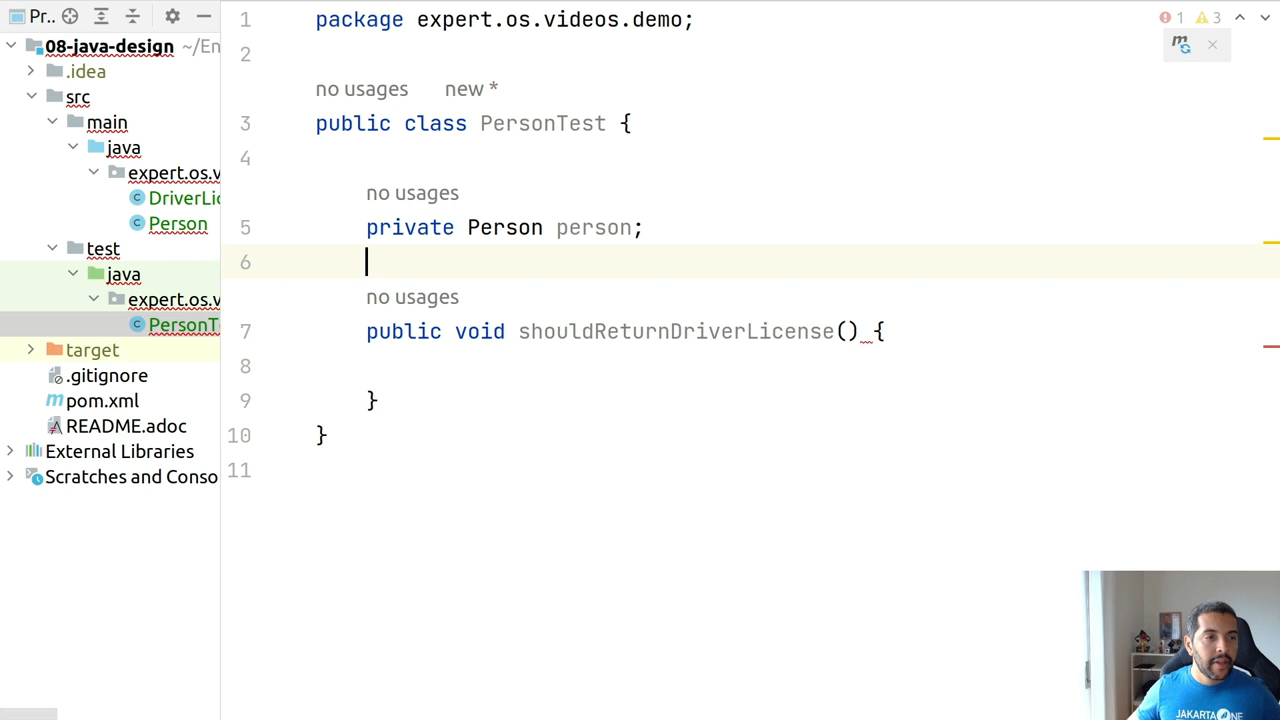 Pr..
08-java-design ~/En
.idea
src
main
java
expert.os.v
DriverLic
Person
test
java
expert.os.v
PersonT
target
.gitignore
pom.xml
README.adoc
External Libraries
Scratches and Conso
1 package expert.os.videos.demo;
2
no usages new *
3 public class PersonTest {
4
no usages
5 private Person person;
6
no usages
7 public void shouldReturnDriverLicense() {
8
9 }
10 }
11
1 3
m
JAKARTAONE